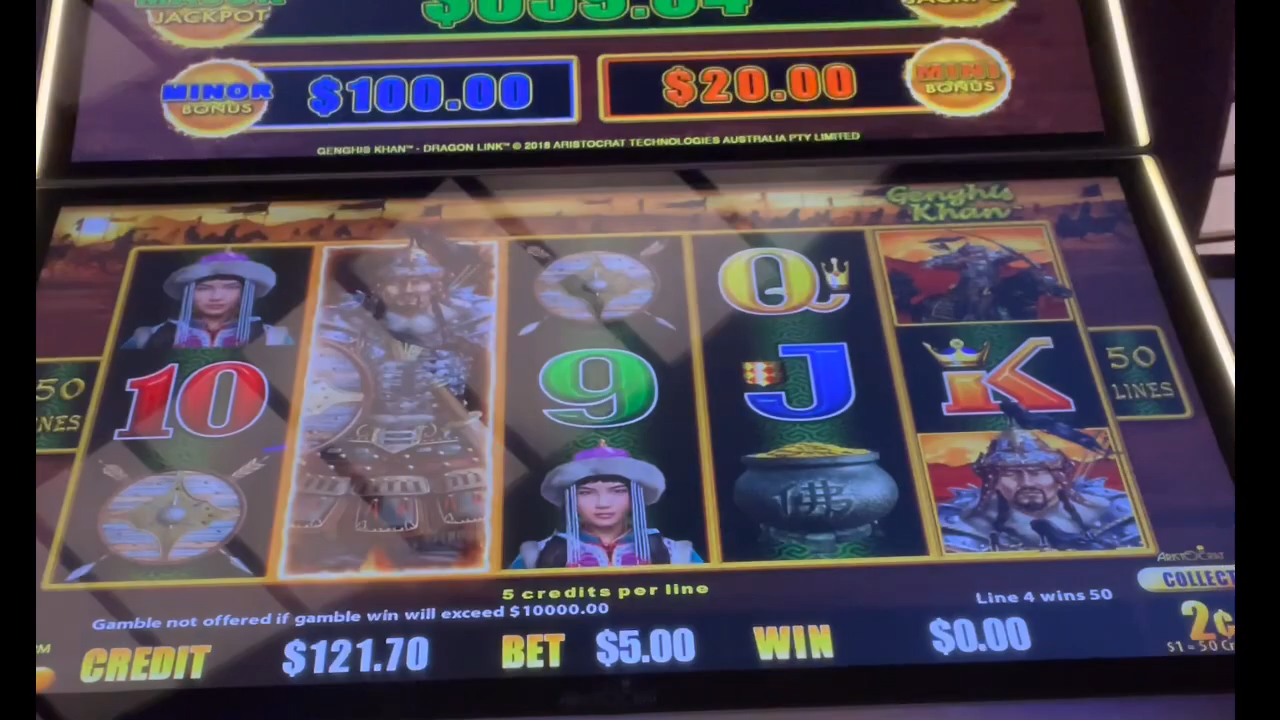 JACKPOT
MINOR
BONUS
$100.00
$20.00
MINI
BONUS
GENGHIS KHAN™ - DRAGON LINK™ © 2018 ARISTOCRAT TECHNOLOGIES AUSTRALIA PTY LIMITED
Genghis
Khan™
50
LINES
Q
10
9
J
K
佛
50
LINES
5 credits per line
Gamble not offered if gamble win will exceed $10000.00
Line 4 wins 50
ARISTOCRAT
COLLECT
CREDIT $121.70 BET $5.00 WIN $0.00
2¢
$1 = 50 Cr